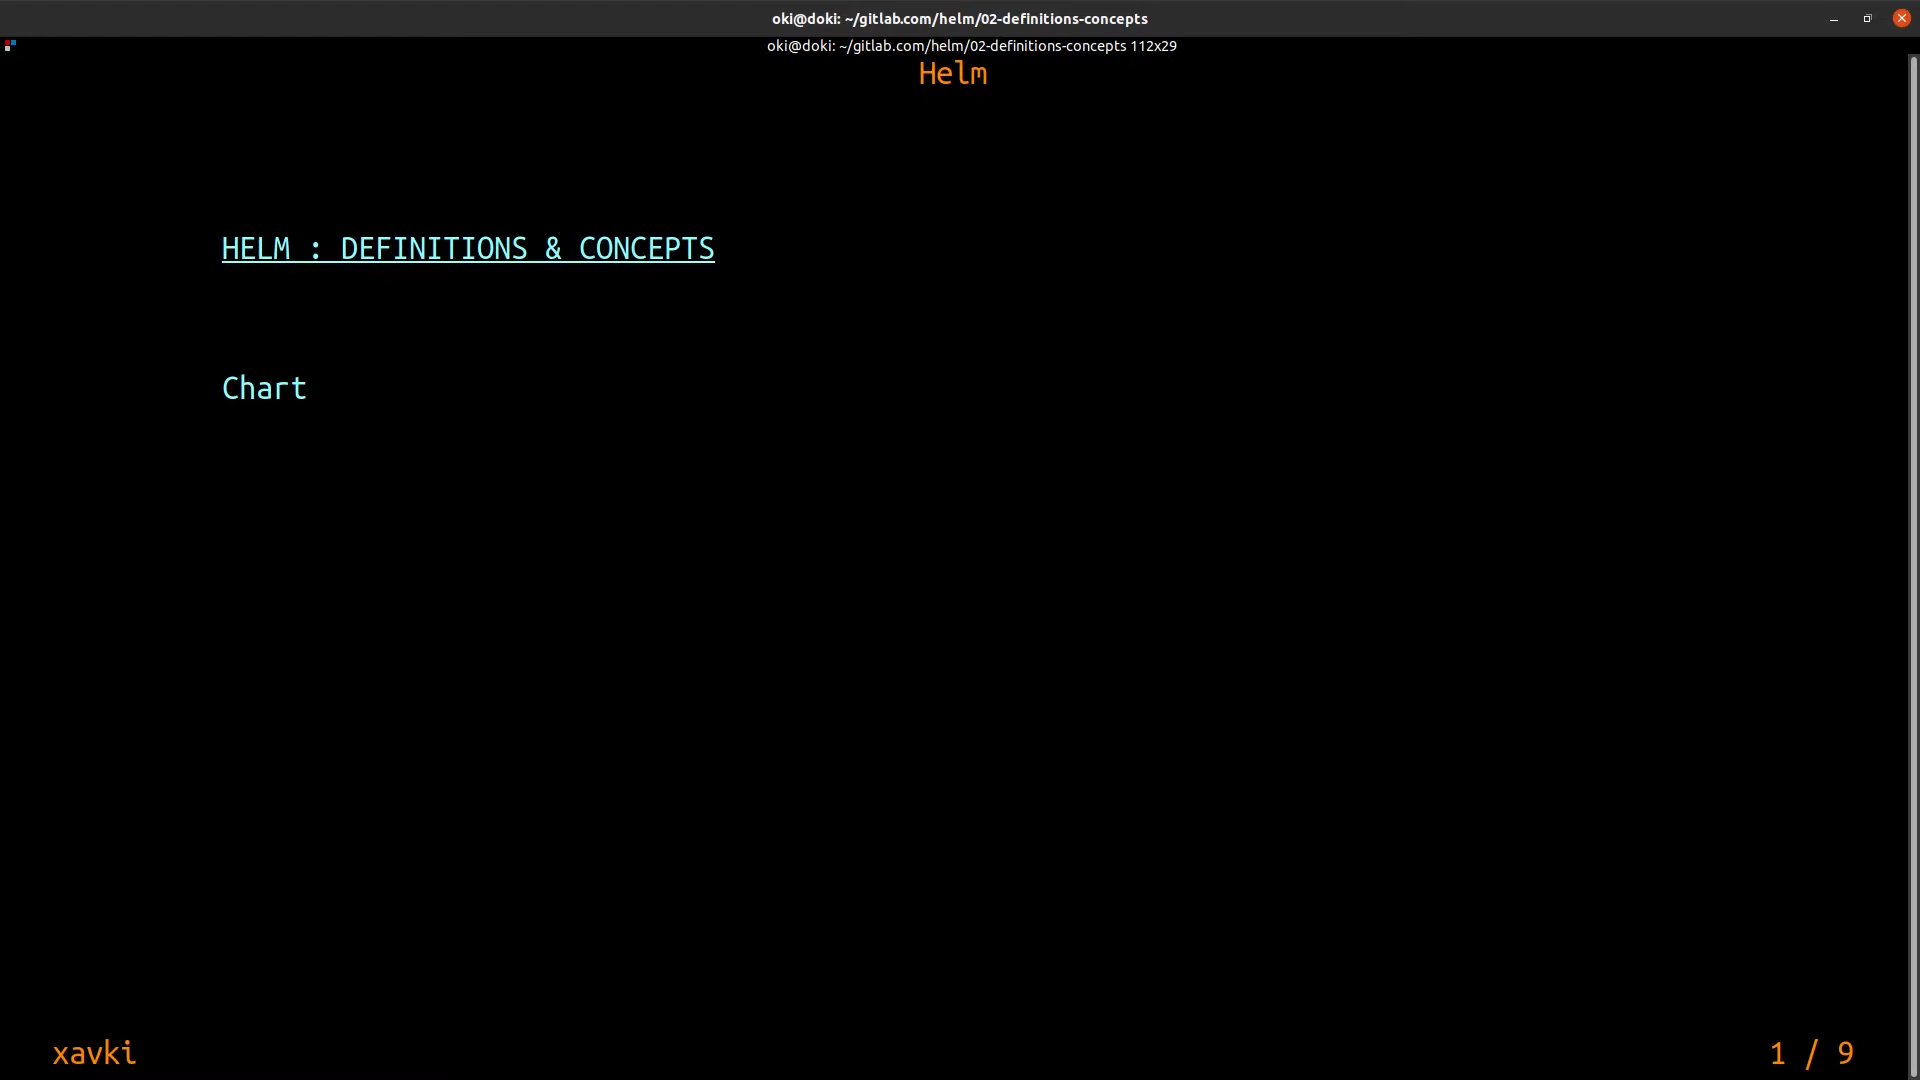 oki@doki: ~/gitlab.com/helm/02-definitions-concepts
oki@doki: ~/gitlab.com/helm/02-definitions-concepts 112x29
Helm
HELM : DEFINITIONS & CONCEPTS
Chart
xavki
1 / 9